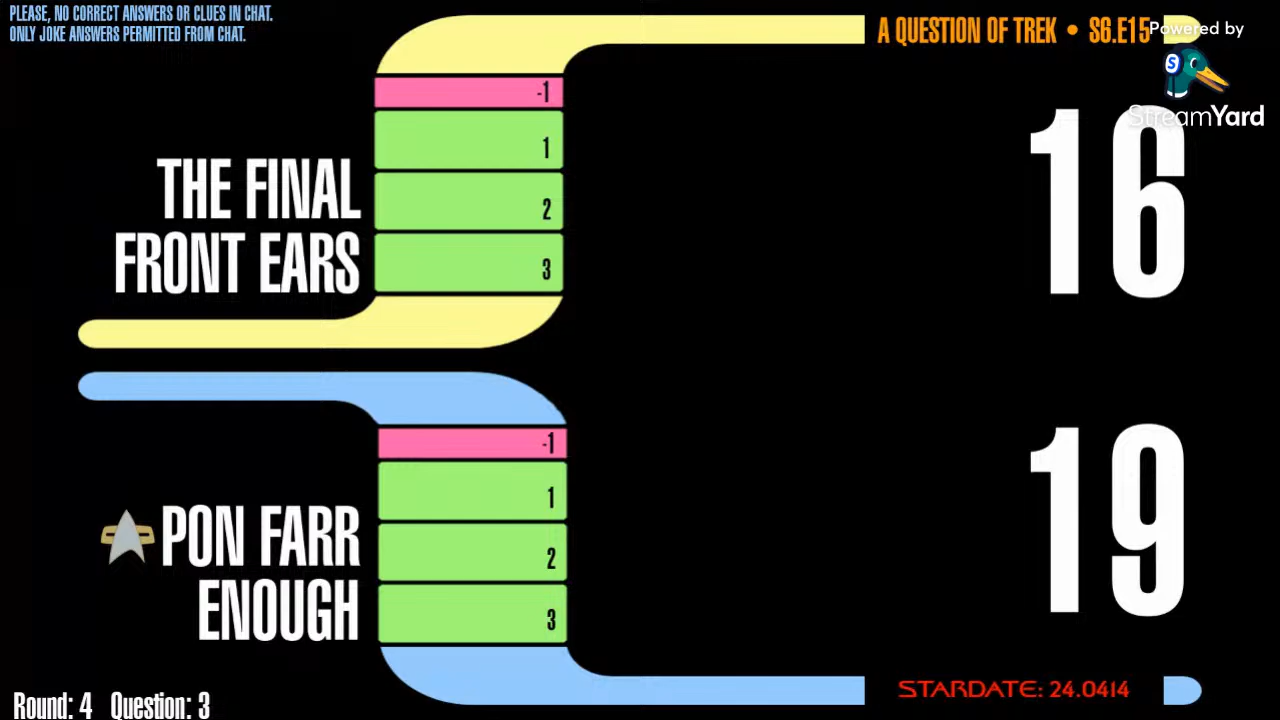 PLEASE, NO CORRECT ANSWERS OR CLUES IN CHAT.
ONLY JOKE ANSWERS PERMITTED FROM CHAT.
A QUESTION OF TREK • S6.E15
Powered by
StreamYard
-1
1
2
3
THE FINAL
FRONT EARS
16
-1
1
2
3
PON FARR
ENOUGH
19
STARDATE: 24.0414
Round: 4 Question: 3